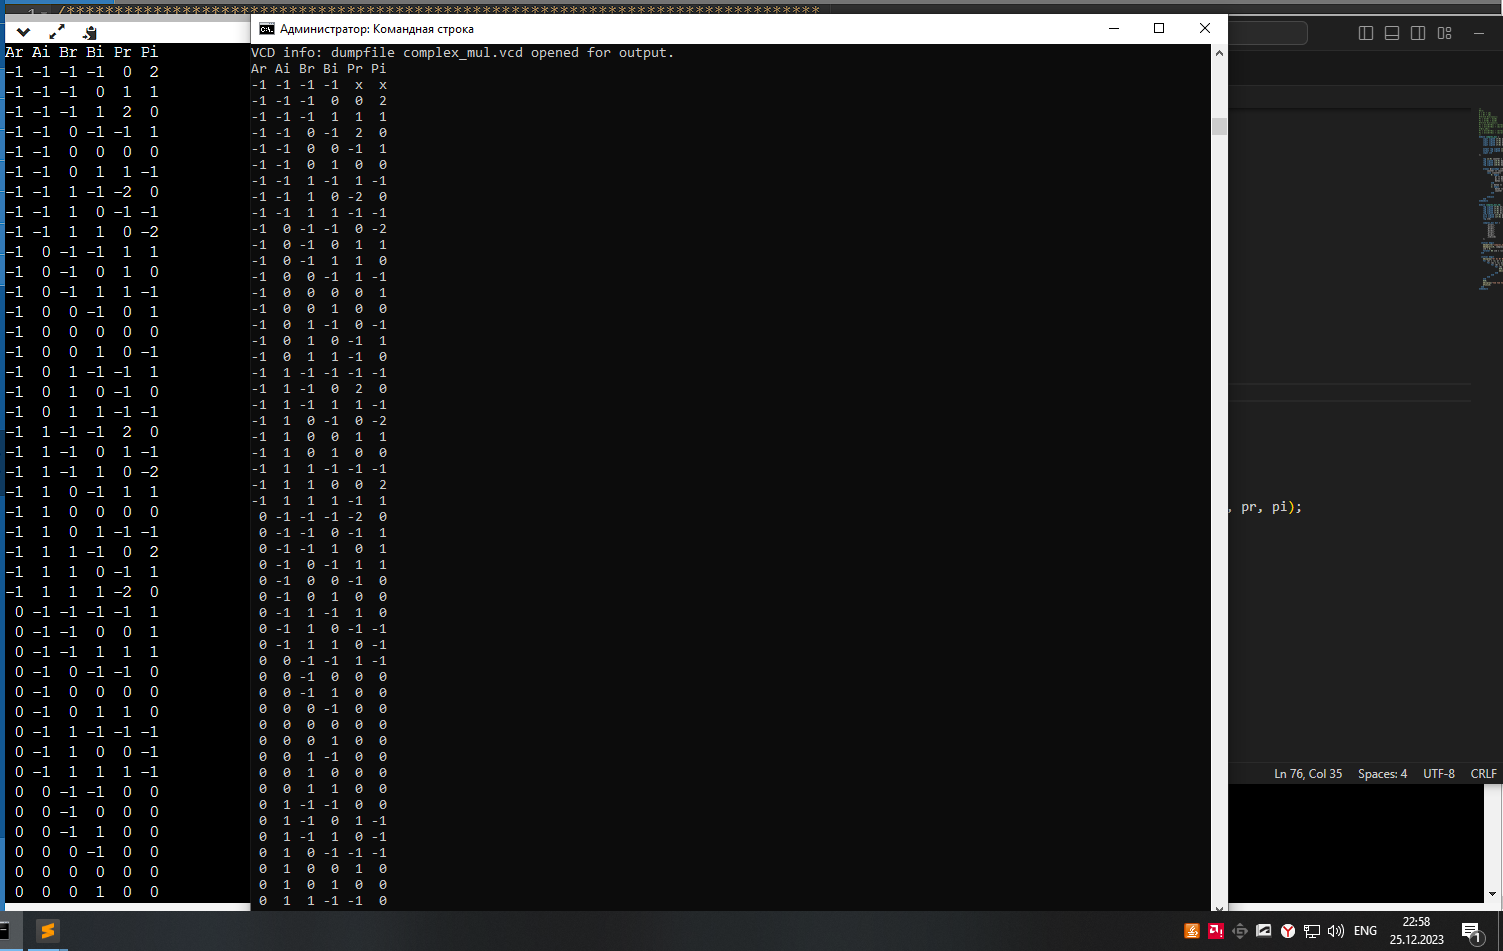 1 /*******************************************************************************
Ar Ai Br Bi Pr Pi
-1 -1 -1 -1 0 2
-1 -1 -1 0 1 1
-1 -1 -1 1 2 0
-1 -1 0 -1 -1 1
-1 -1 0 0 0 0
-1 -1 0 1 1 -1
-1 -1 1 -1 -2 0
-1 -1 1 0 -1 -1
-1 -1 1 1 0 -2
-1 0 -1 -1 1 1
-1 0 -1 0 1 0
-1 0 -1 1 1 -1
-1 0 0 -1 0 1
-1 0 0 0 0 0
-1 0 0 1 0 -1
-1 0 1 -1 -1 1
-1 0 1 0 -1 0
-1 0 1 1 -1 -1
-1 1 -1 -1 2 0
-1 1 -1 0 1 -1
-1 1 -1 1 0 -2
-1 1 0 -1 1 1
-1 1 0 0 0 0
-1 1 0 1 -1 -1
-1 1 1 -1 0 2
-1 1 1 0 -1 1
-1 1 1 1 -2 0
0 -1 -1 -1 -1 1
0 -1 -1 0 0 1
0 -1 -1 1 1 1
0 -1 0 -1 -1 0
0 -1 0 0 0 0
0 -1 0 1 1 0
0 -1 1 -1 -1 -1
0 -1 1 0 0 -1
0 -1 1 1 1 -1
0 0 -1 -1 0 0
0 0 -1 0 0 0
0 0 -1 1 0 0
0 0 0 -1 0 0
0 0 0 0 0 0
0 0 0 1 0 0
Администратор: Командная строка
VCD info: dumpfile complex_mul.vcd opened for output.
Ar Ai Br Bi Pr Pi
-1 -1 -1 -1 x x
-1 -1 -1 0 0 2
-1 -1 -1 1 1 1
-1 -1 0 -1 2 0
-1 -1 0 0 -1 1
-1 -1 0 1 0 0
-1 -1 1 -1 1 -1
-1 -1 1 0 -2 0
-1 -1 1 1 -1 -1
-1 0 -1 -1 0 -2
-1 0 -1 0 1 1
-1 0 -1 1 1 0
-1 0 0 -1 1 -1
-1 0 0 0 0 1
-1 0 0 1 0 0
-1 0 1 -1 0 -1
-1 0 1 0 -1 1
-1 0 1 1 -1 0
-1 1 -1 -1 -1 -1
-1 1 -1 0 2 0
-1 1 -1 1 1 -1
-1 1 0 -1 0 -2
-1 1 0 0 1 1
-1 1 0 1 0 0
-1 1 1 -1 -1 -1
-1 1 1 0 0 2
-1 1 1 1 -1 1
0 -1 -1 -1 -2 0
0 -1 -1 0 -1 1
0 -1 -1 1 0 1
0 -1 0 -1 1 1
0 -1 0 0 -1 0
0 -1 0 1 0 0
0 -1 1 -1 1 0
0 -1 1 0 -1 -1
0 -1 1 1 0 -1
0 0 -1 -1 1 -1
0 0 -1 0 0 0
0 0 -1 1 0 0
0 0 0 -1 0 0
0 0 0 0 0 0
0 0 0 1 0 0
0 0 1 -1 0 0
0 0 1 0 0 0
0 0 1 1 0 0
0 1 -1 -1 0 0
0 1 -1 0 1 -1
0 1 -1 1 0 -1
0 1 0 -1 -1 -1
0 1 0 0 1 0
0 1 0 1 0 0
0 1 1 -1 -1 0
, pr, pi);
Ln 76, Col 35 Spaces: 4 UTF-8 CRLF
ENG
22:58
25.12.2023
1